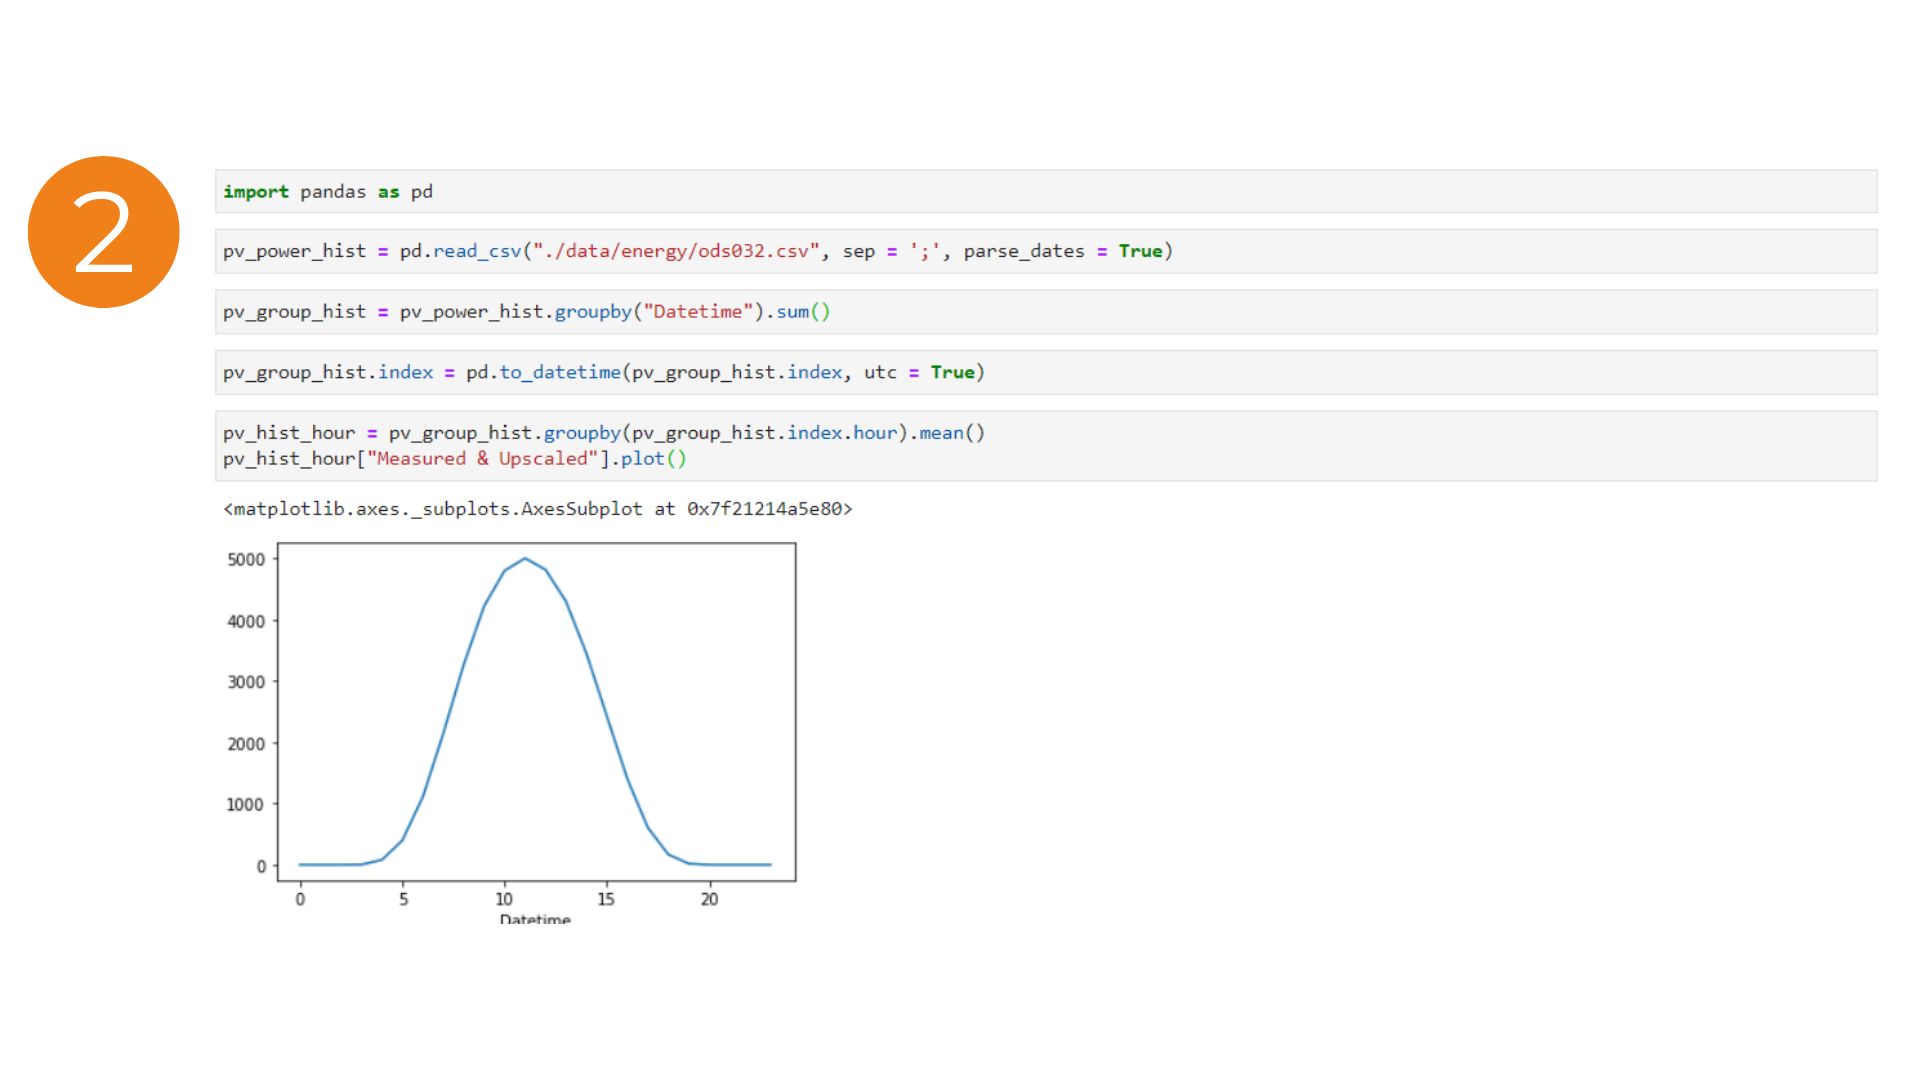 2
import pandas as pd
pv_power_hist = pd.read_csv("./data/energy/ods032.csv", sep = ';', parse_dates = True)
pv_group_hist = pv_power_hist.groupby("Datetime").sum()
pv_group_hist.index = pd.to_datetime(pv_group_hist.index, utc = True)
pv_hist_hour = pv_group_hist.groupby(pv_group_hist.index.hour).mean()
pv_hist_hour["Measured & Upscaled"].plot()
<matplotlib.axes._subplots.AxesSubplot at 0x7f21214a5e80>
5000
4000
3000
2000
1000
0
0 5 10 15 20
Datetime